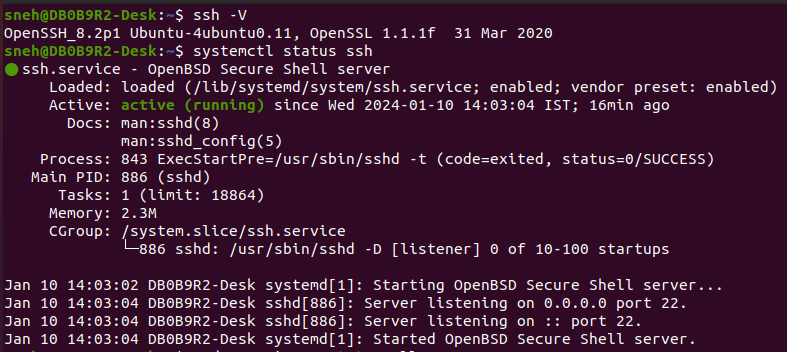 sneh@DB0B9R2-Desk:~$ ssh -V
OpenSSH_8.2p1 Ubuntu-4ubuntu0.11, OpenSSL 1.1.1f  31 Mar 2020
sneh@DB0B9R2-Desk:~$ systemctl status ssh
● ssh.service - OpenBSD Secure Shell server
     Loaded: loaded (/lib/systemd/system/ssh.service; enabled; vendor preset: enabled)
     Active: active (running) since Wed 2024-01-10 14:03:04 IST; 16min ago
       Docs: man:sshd(8)
             man:sshd_config(5)
    Process: 843 ExecStartPre=/usr/sbin/sshd -t (code=exited, status=0/SUCCESS)
   Main PID: 886 (sshd)
      Tasks: 1 (limit: 18864)
     Memory: 2.3M
     CGroup: /system.slice/ssh.service
             └─886 sshd: /usr/sbin/sshd -D [listener] 0 of 10-100 startups

Jan 10 14:03:02 DB0B9R2-Desk systemd[1]: Starting OpenBSD Secure Shell server...
Jan 10 14:03:04 DB0B9R2-Desk sshd[886]: Server listening on 0.0.0.0 port 22.
Jan 10 14:03:04 DB0B9R2-Desk sshd[886]: Server listening on :: port 22.
Jan 10 14:03:04 DB0B9R2-Desk systemd[1]: Started OpenBSD Secure Shell server.